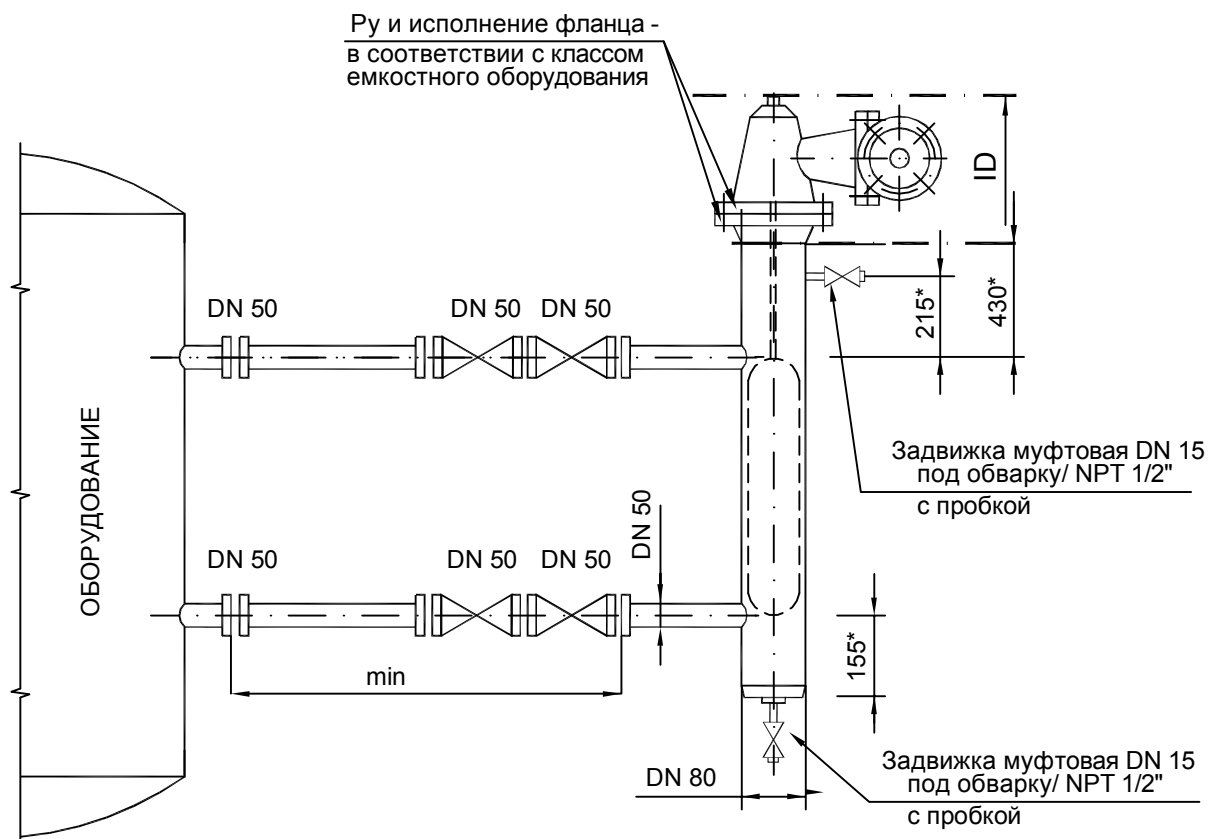 Ру и исполнение фланца -
в соответствии с классом
емкостного оборудования
ID
DN 50
DN 50
DN 50
215*
430*
ОБОРУДОВАНИЕ
Задвижка муфтовая DN 15
под обварку/ NPT 1/2"
с пробкой
DN 50
DN 50
DN 50
DN 50
min
155*
DN 80
Задвижка муфтовая DN 15
под обварку/ NPT 1/2"
с пробкой